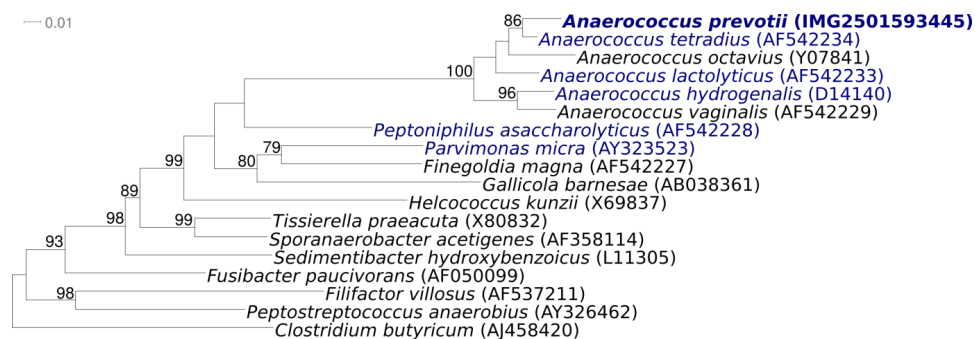 0.01
86
Anaerococcus prevotii (IMG2501593445)
Anaerococcus tetradius (AF542234)
Anaerococcus octavius (Y07841)
100
Anaerococcus lactolyticus (AF542233)
96
Anaerococcus hydrogenalis (D14140)
Anaerococcus vaginalis (AF542229)
Peptoniphilus asaccharolyticus (AF542228)
79
Parvimonas micra (AY323523)
99
80
Finegoldia magna (AF542227)
Gallicola barnesae (AB038361)
89
Helcococcus kunzii (X69837)
98
99
Tissierella praeacuta (X80832)
Sporanaerobacter acetigenes (AF358114)
93
Sedimentibacter hydroxybenzoicus (L11305)
Fusibacter paucivorans (AF050099)
98
Filifactor villosus (AF537211)
Peptostreptococcus anaerobius (AY326462)
Clostridium butyricum (AJ458420)